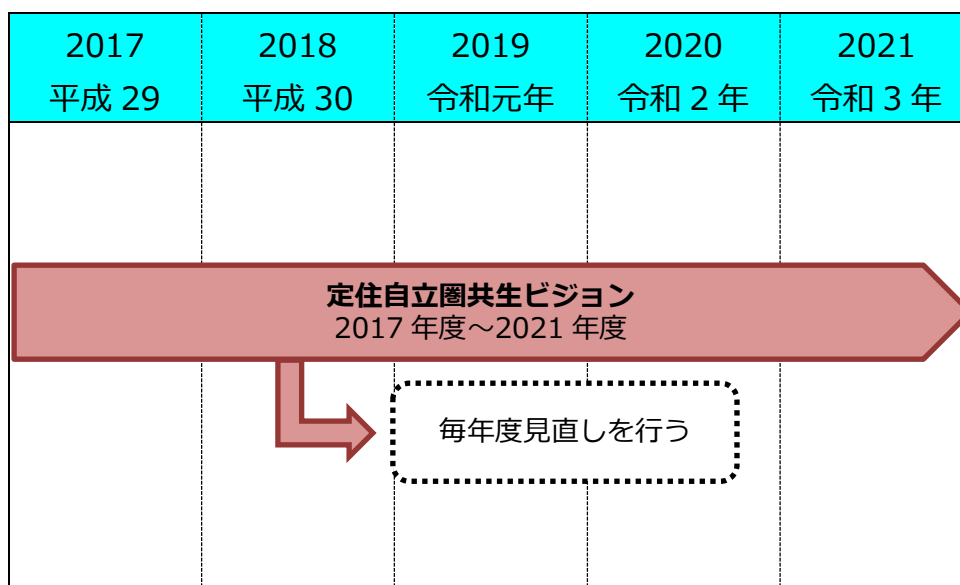 2017 2018 2019 2020 2021
平成 29 平成 30 令和元年 令和 2 年 令和 3 年
定住自立圏共生ビジョン
2017 年度～2021 年度
毎年度見直しを行う